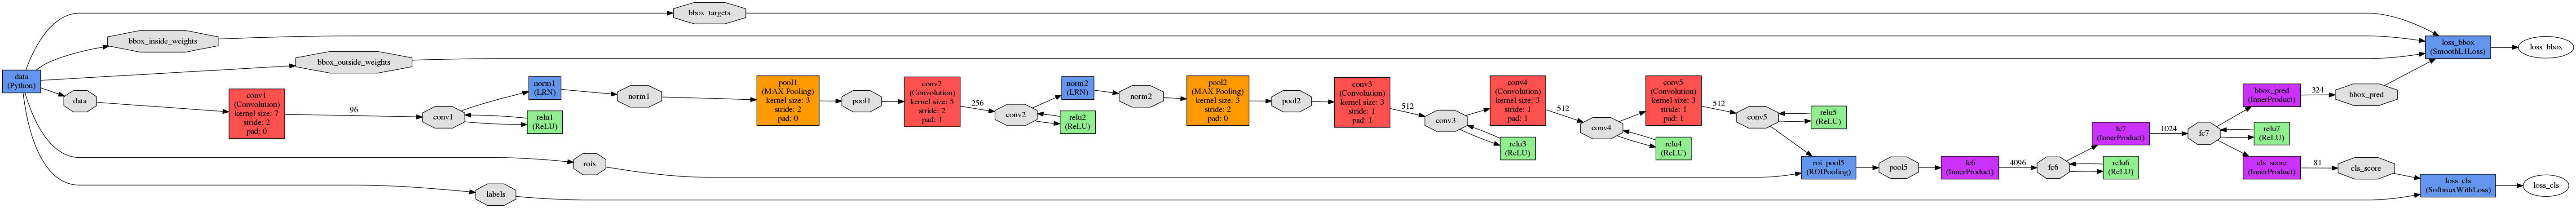 bbox_targets
bbox_inside_weights
bbox_outside_weights
data
(Python)
data
conv1
(Convolution)
kernel size: 7
stride: 2
pad: 0
96
conv1
norm1
(LRN)
relu1
(ReLU)
norm1
pool1
(MAX Pooling)
kernel size: 3
stride: 2
pad: 0
pool1
conv2
(Convolution)
kernel size: 5
stride: 2
pad: 1
256
conv2
norm2
(LRN)
relu2
(ReLU)
norm2
pool2
(MAX Pooling)
kernel size: 3
stride: 2
pad: 0
pool2
conv3
(Convolution)
kernel size: 3
stride: 1
pad: 1
512
conv3
relu3
(ReLU)
conv4
(Convolution)
kernel size: 3
stride: 1
pad: 1
512
conv4
relu4
(ReLU)
conv5
(Convolution)
kernel size: 3
stride: 1
pad: 1
512
conv5
relu5
(ReLU)
rois
labels
roi_pool5
(ROIPooling)
pool5
fc6
(InnerProduct)
4096
fc6
relu6
(ReLU)
fc7
(InnerProduct)
1024
fc7
relu7
(ReLU)
bbox_pred
(InnerProduct)
324
bbox_pred
cls_score
(InnerProduct)
81
cls_score
loss_bbox
(SmoothL1Loss)
loss_bbox
loss_cls
(SoftmaxWithLoss)
loss_cls